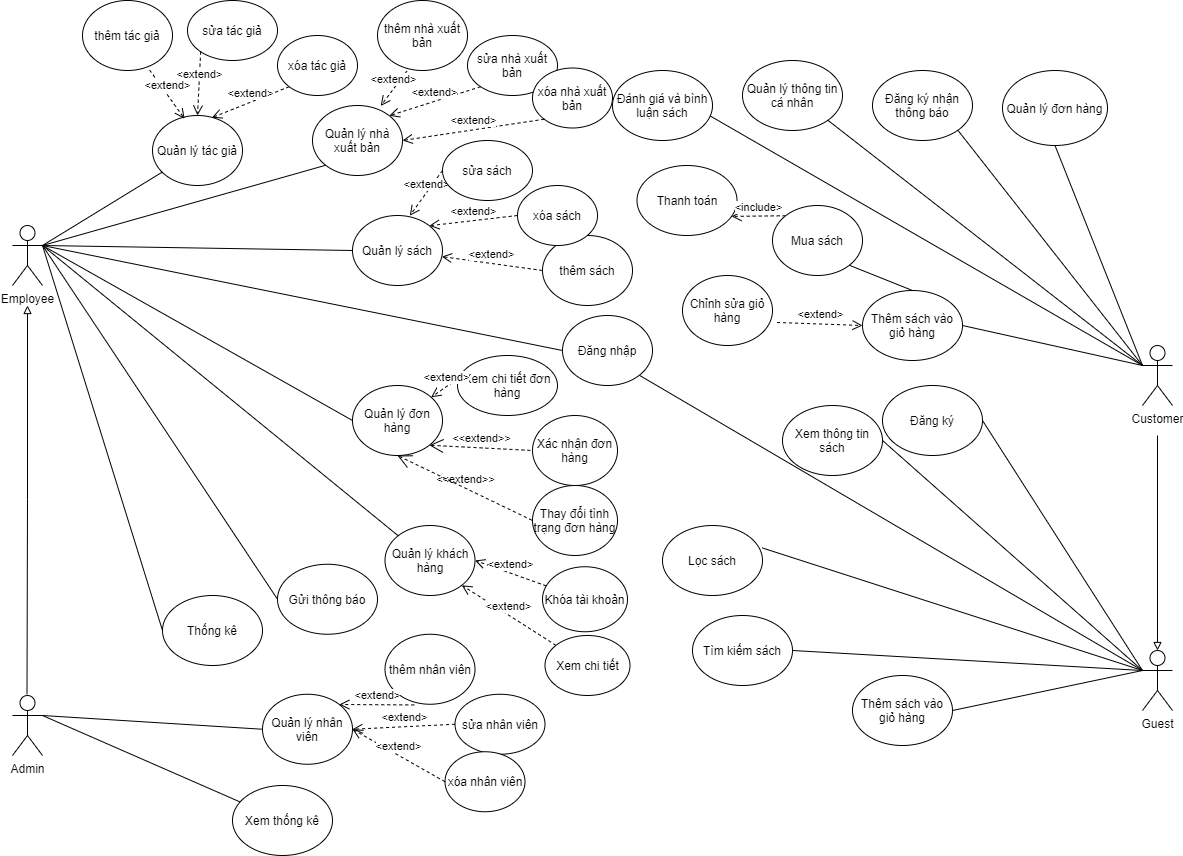 thêm tác giả
sửa tác giả
xóa tác giả
<extend>
<extend>
<extend>
Quản lý tác giả
thêm nhà xuất
bản
sửa nhà xuất
bản
xóa nhà xuất
bản
<extend>
<extend>
<extend>
Quản lý nhà
xuất bản
Đánh giá và bình
luận sách
Quản lý thông tin
cá nhân
Đăng ký nhận
thông báo
Quản lý đơn hàng
sửa sách
<extend>
xóa sách
<extend>
Quản lý sách
<extend>
thêm sách
Thanh toán
<include>
Mua sách
Chỉnh sửa giỏ
hàng
<extend>
Thêm sách vào
giỏ hàng
Employee
Đăng nhập
Customer
<extend>
xem chi tiết đơn
hàng
Quản lý đơn
hàng
<<extend>>
Xác nhận đơn
hàng
<<extend>>
Thay đổi tình
trạng đơn hàng
Xem thông tin
sách
Đăng ký
Quản lý khách
hàng
<extend>
Khóa tài khoản
<extend>
Xem chi tiết
Lọc sách
Gửi thông báo
Thống kê
Tìm kiếm sách
Thêm sách vào
giỏ hàng
Guest
thêm nhân viên
<extend>
Quản lý nhân
viên
<extend>
sửa nhân viên
<extend>
xóa nhân viên
Admin
Xem thống kê